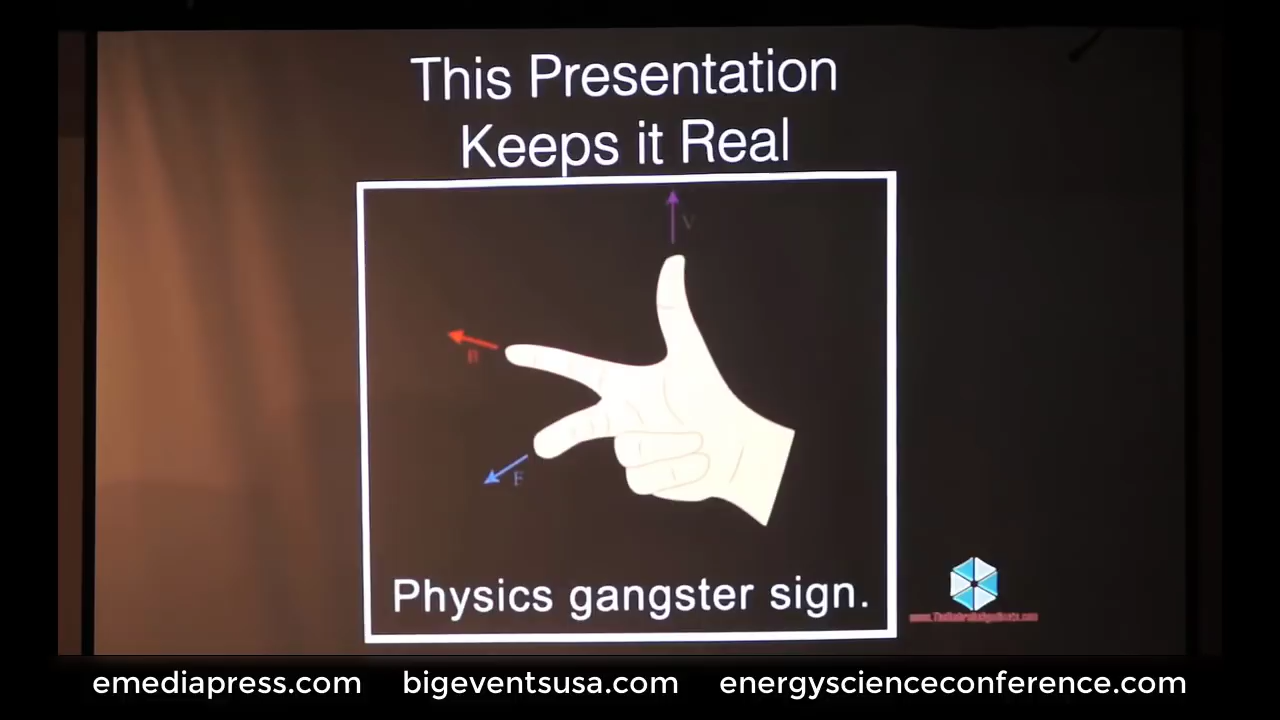 This Presentation
Keeps it Real
V
B
F
Physics gangster sign.
emediapress.com bigeventsusa.com energyscienceconference.com